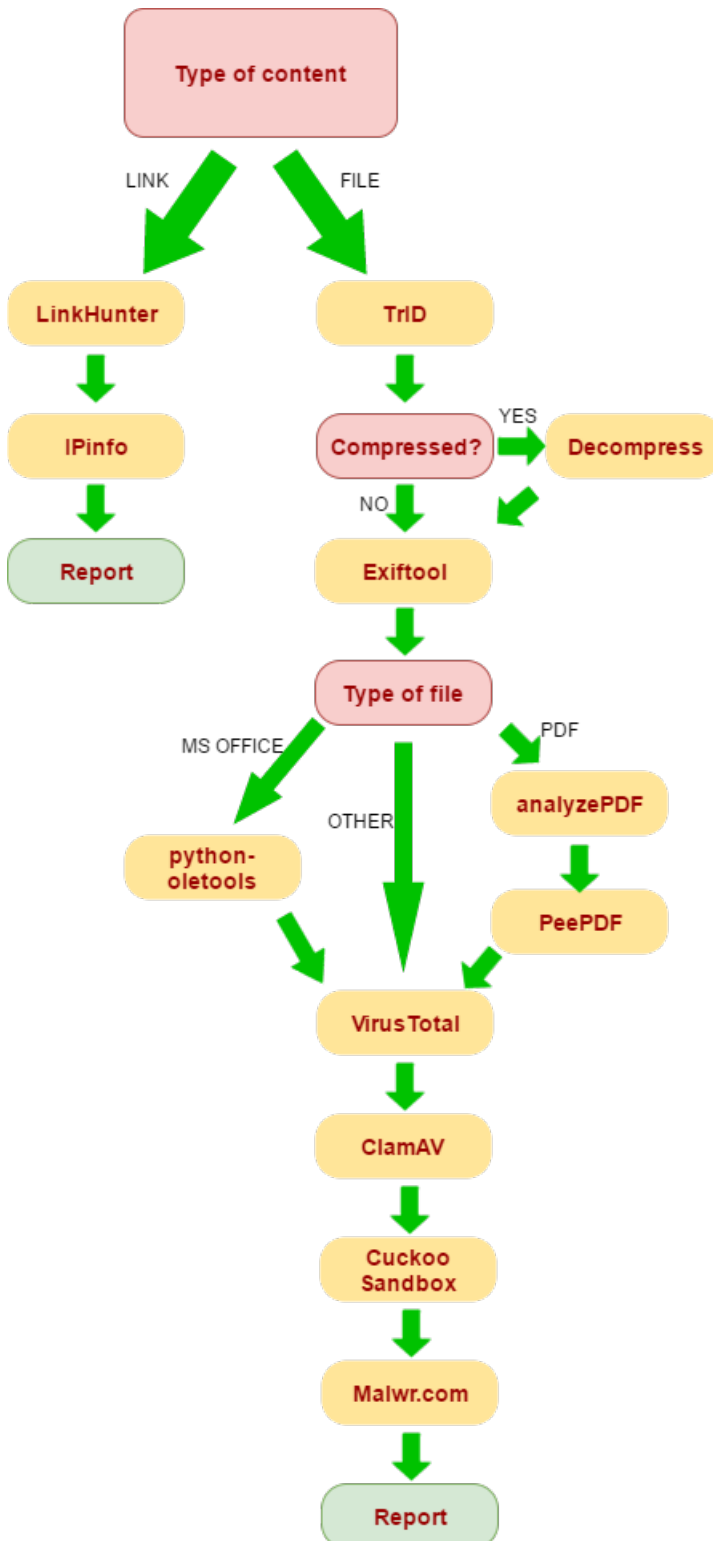 Type of content
LINK
FILE
LinkHunter
TrID
IPinfo
Compressed?
YES
Decompress
NO
Report
Exiftool
Type of file
MS OFFICE
PDF
OTHER
analyzePDF
python-
oletools
PeePDF
VirusTotal
ClamAV
Cuckoo
Sandbox
Malwr.com
Report